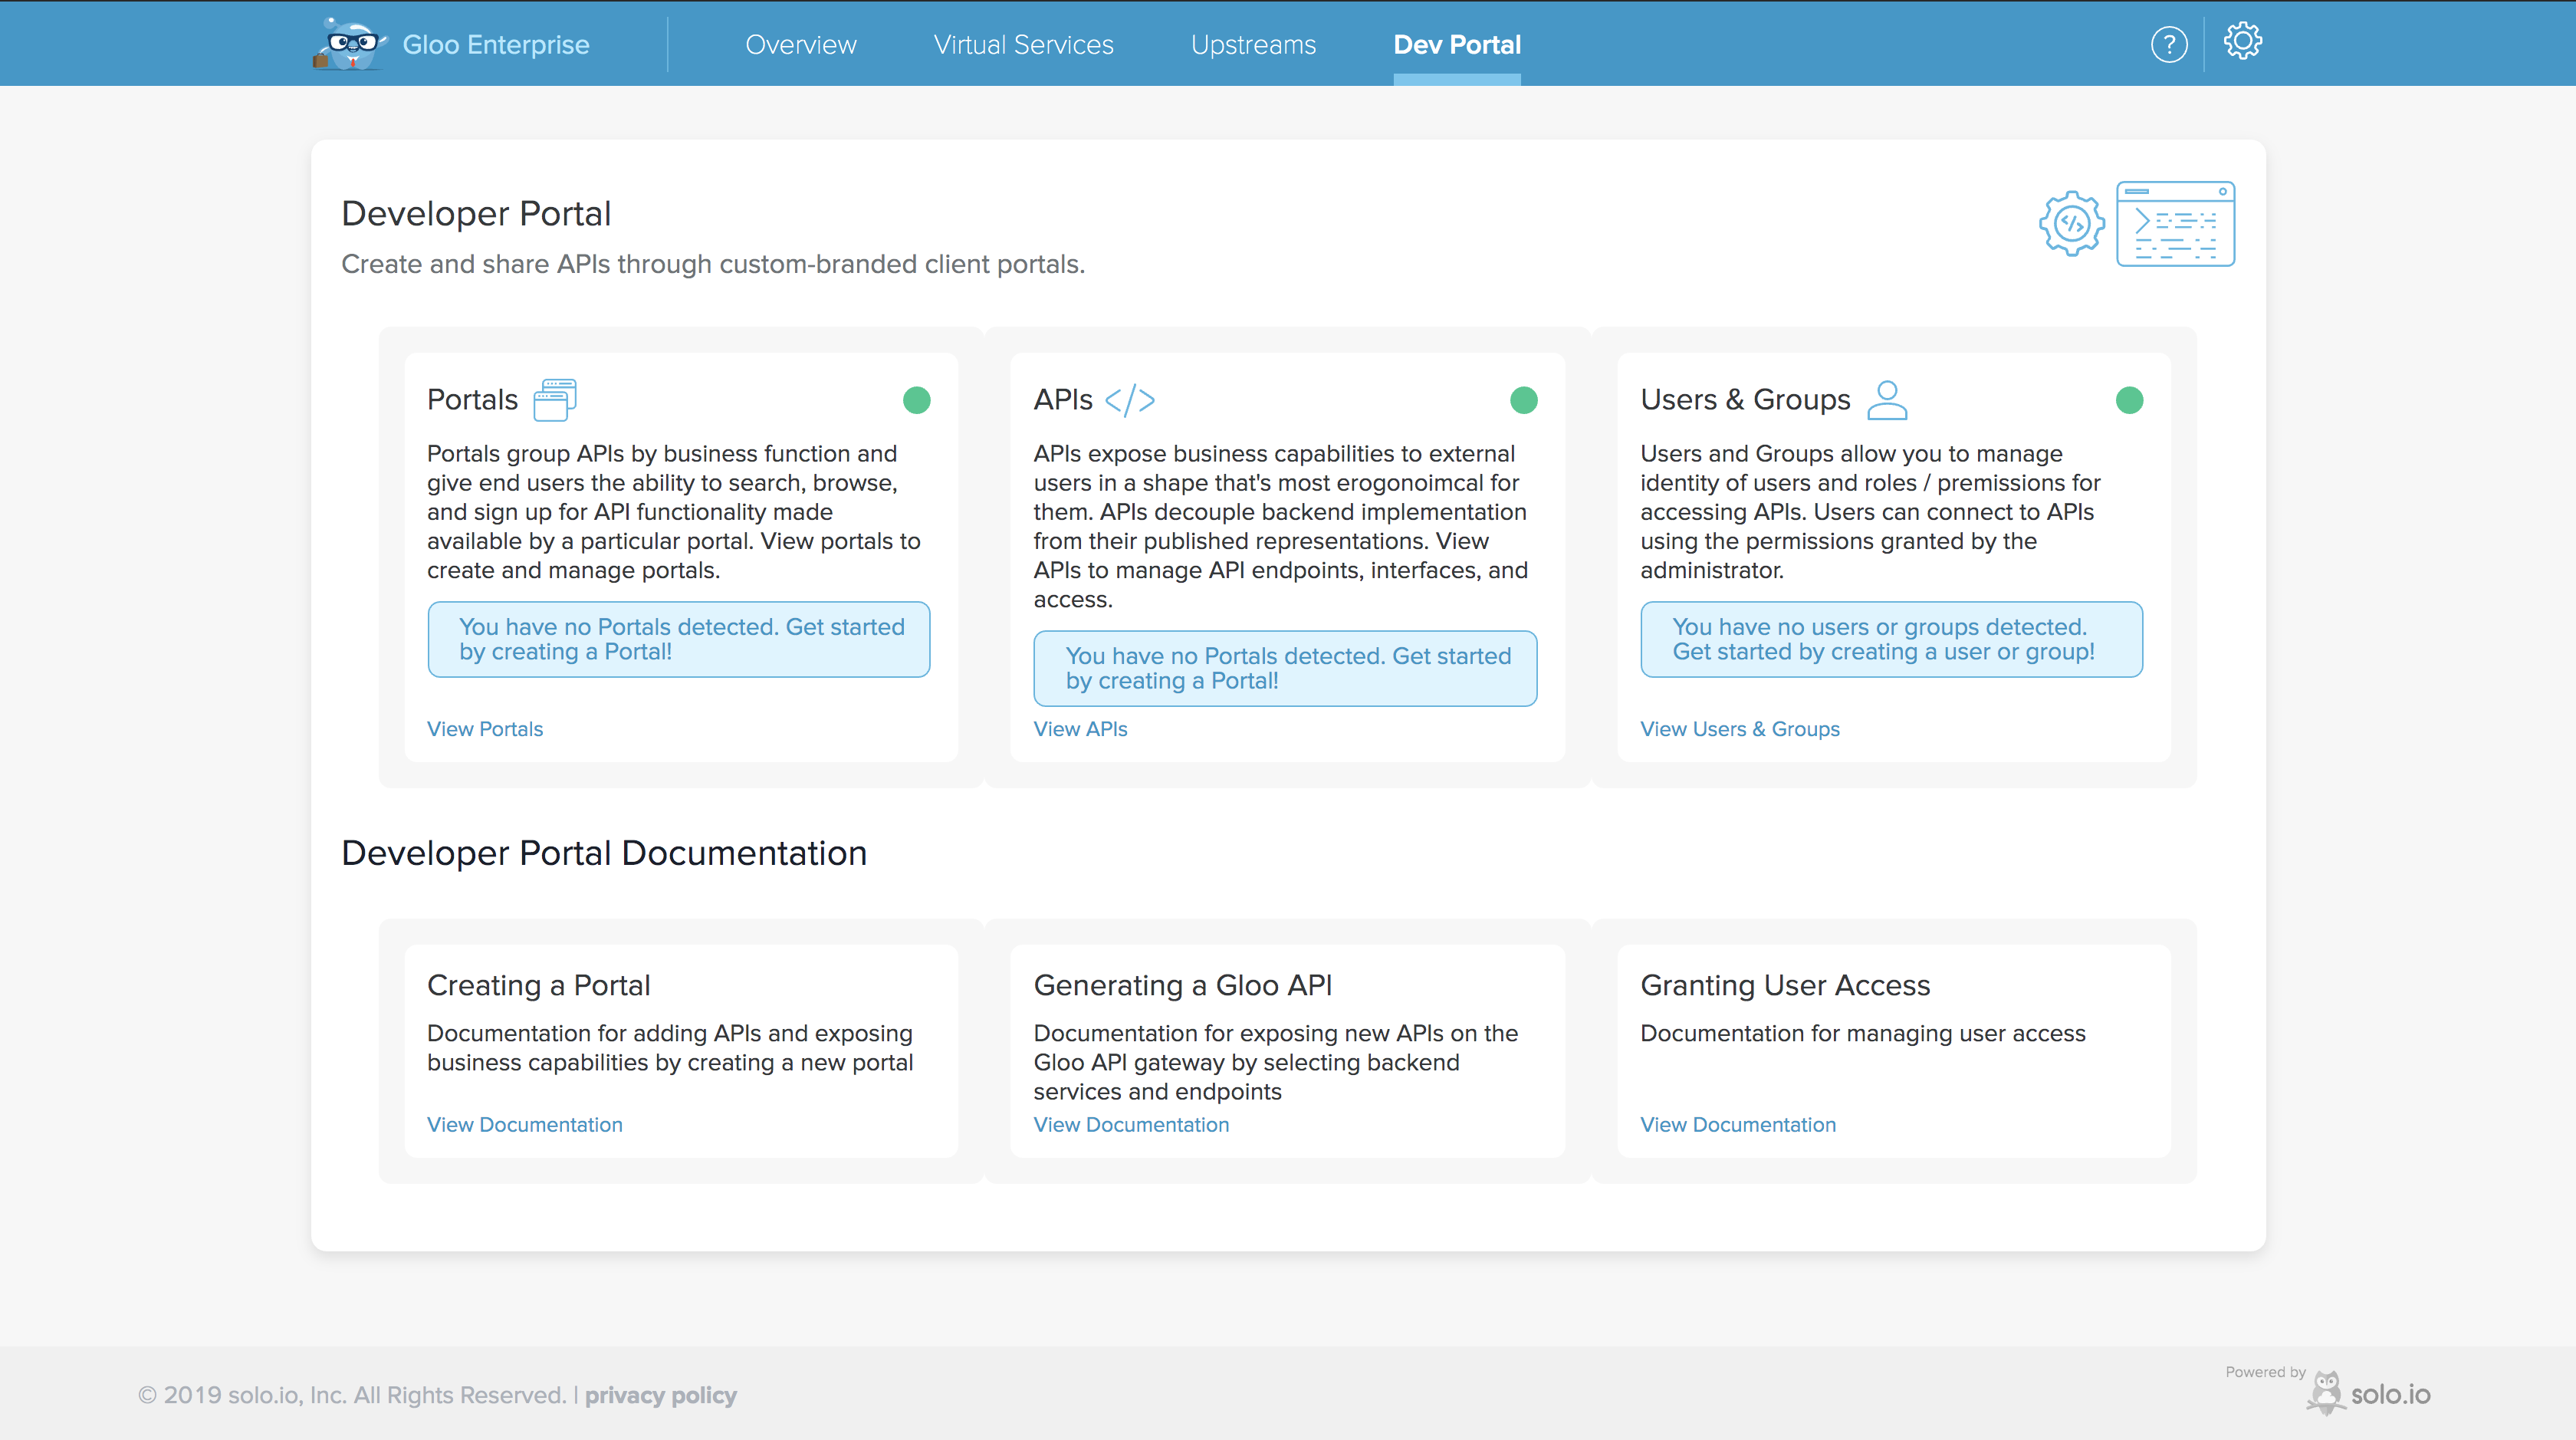 Gloo Enterprise
Overview
Virtual Services
Upstreams
Dev Portal
?
Developer Portal
Create and share APIs through custom-branded client portals.
</>
Portals
Portals group APIs by business function and
give end users the ability to search, browse,
and sign up for API functionality made
available by a particular portal. View portals to
create and manage portals.
You have no Portals detected. Get started
by creating a Portal!
View Portals
APIs </>
APIs expose business capabilities to external
users in a shape that's most erogonoimcal for
them. APIs decouple backend implementation
from their published representations. View
APIs to manage API endpoints, interfaces, and
access.
You have no Portals detected. Get started
by creating a Portal!
View APIs
Users & Groups
Users and Groups allow you to manage
identity of users and roles / premissions for
accessing APIs. Users can connect to APIs
using the permissions granted by the
administrator.
You have no users or groups detected.
Get started by creating a user or group!
View Users & Groups
Developer Portal Documentation
Creating a Portal
Documentation for adding APIs and exposing
business capabilities by creating a new portal
View Documentation
Generating a Gloo API
Documentation for exposing new APIs on the
Gloo API gateway by selecting backend
services and endpoints
View Documentation
Granting User Access
Documentation for managing user access
View Documentation
© 2019 solo.io, Inc. All Rights Reserved. | privacy policy
Powered by
solo.io